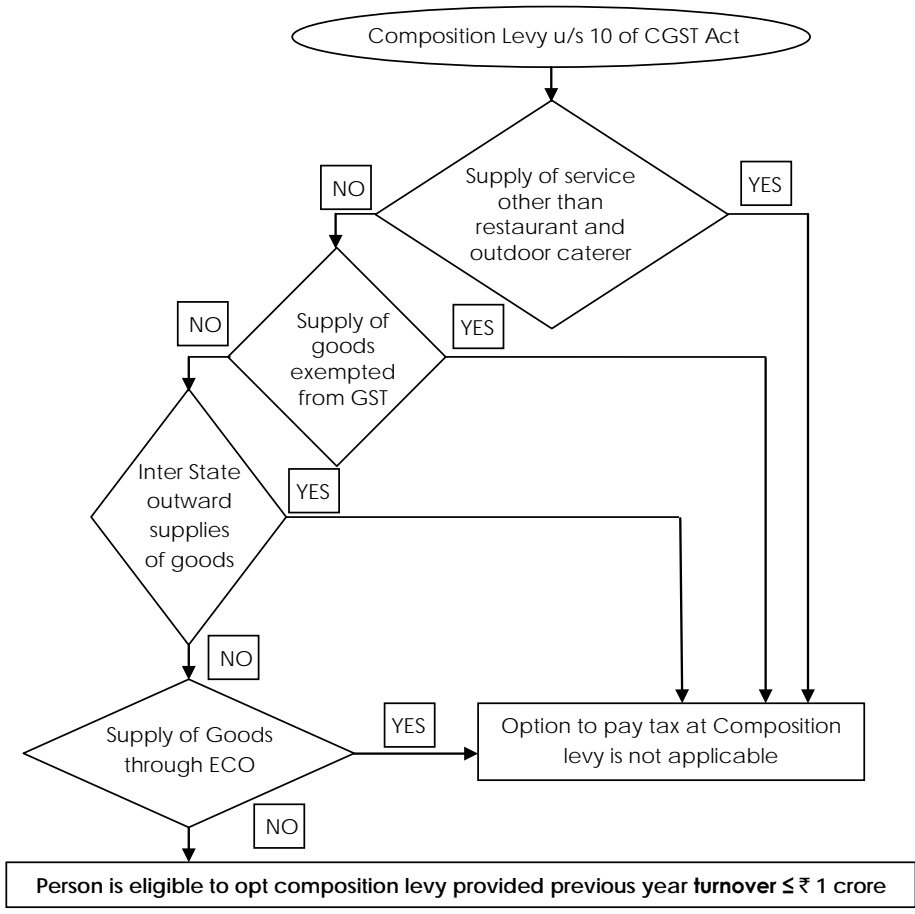 Composition Levy u/s 10 of CGST Act
Supply of service
other than
restaurant and
outdoor caterer
NO
YES
Supply of
goods
exempted
from GST
NO
YES
Inter State
outward
supplies
of goods
YES
NO
Supply of Goods
through ECO
YES
Option to pay tax at Composition
levy is not applicable
NO
Person is eligible to opt composition levy provided previous year turnover ≤ ₹ 1 crore